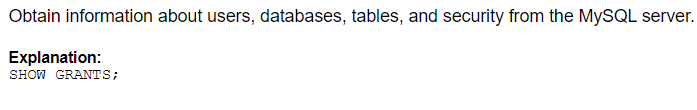 Obtain information about users, databases, tables, and security from the MySQL server.
Explanation:
SHOW GRANTS;